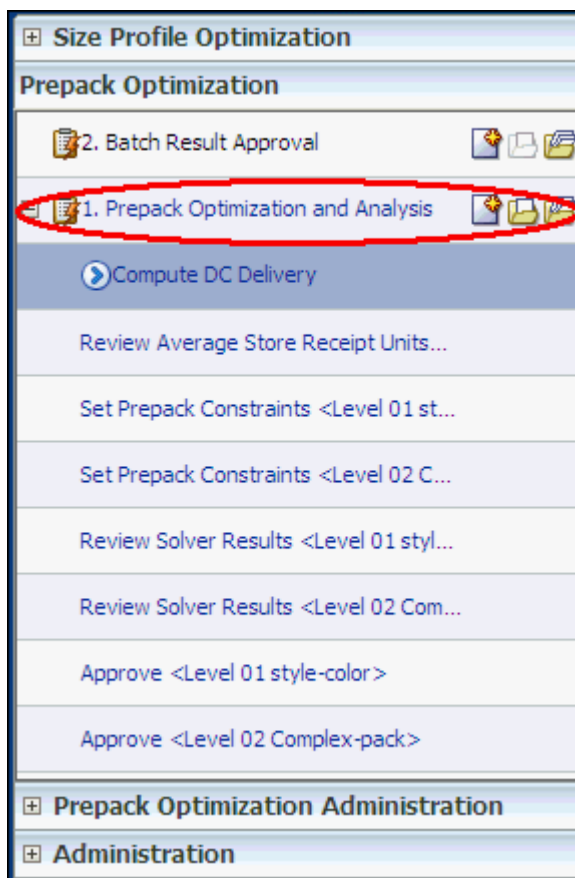 Size Profile Optimization
Prepack Optimization
2. Batch Result Approval
1. Prepack Optimization and Analysis
Compute DC Delivery
Review Average Store Receipt Units...
Set Prepack Constraints <Level 01 st...
Set Prepack Constraints <Level 02 C...
Review Solver Results <Level 01 styl...
Review Solver Results <Level 02 Com...
Approve <Level 01 style-color>
Approve <Level 02 Complex-pack>
Prepack Optimization Administration
Administration